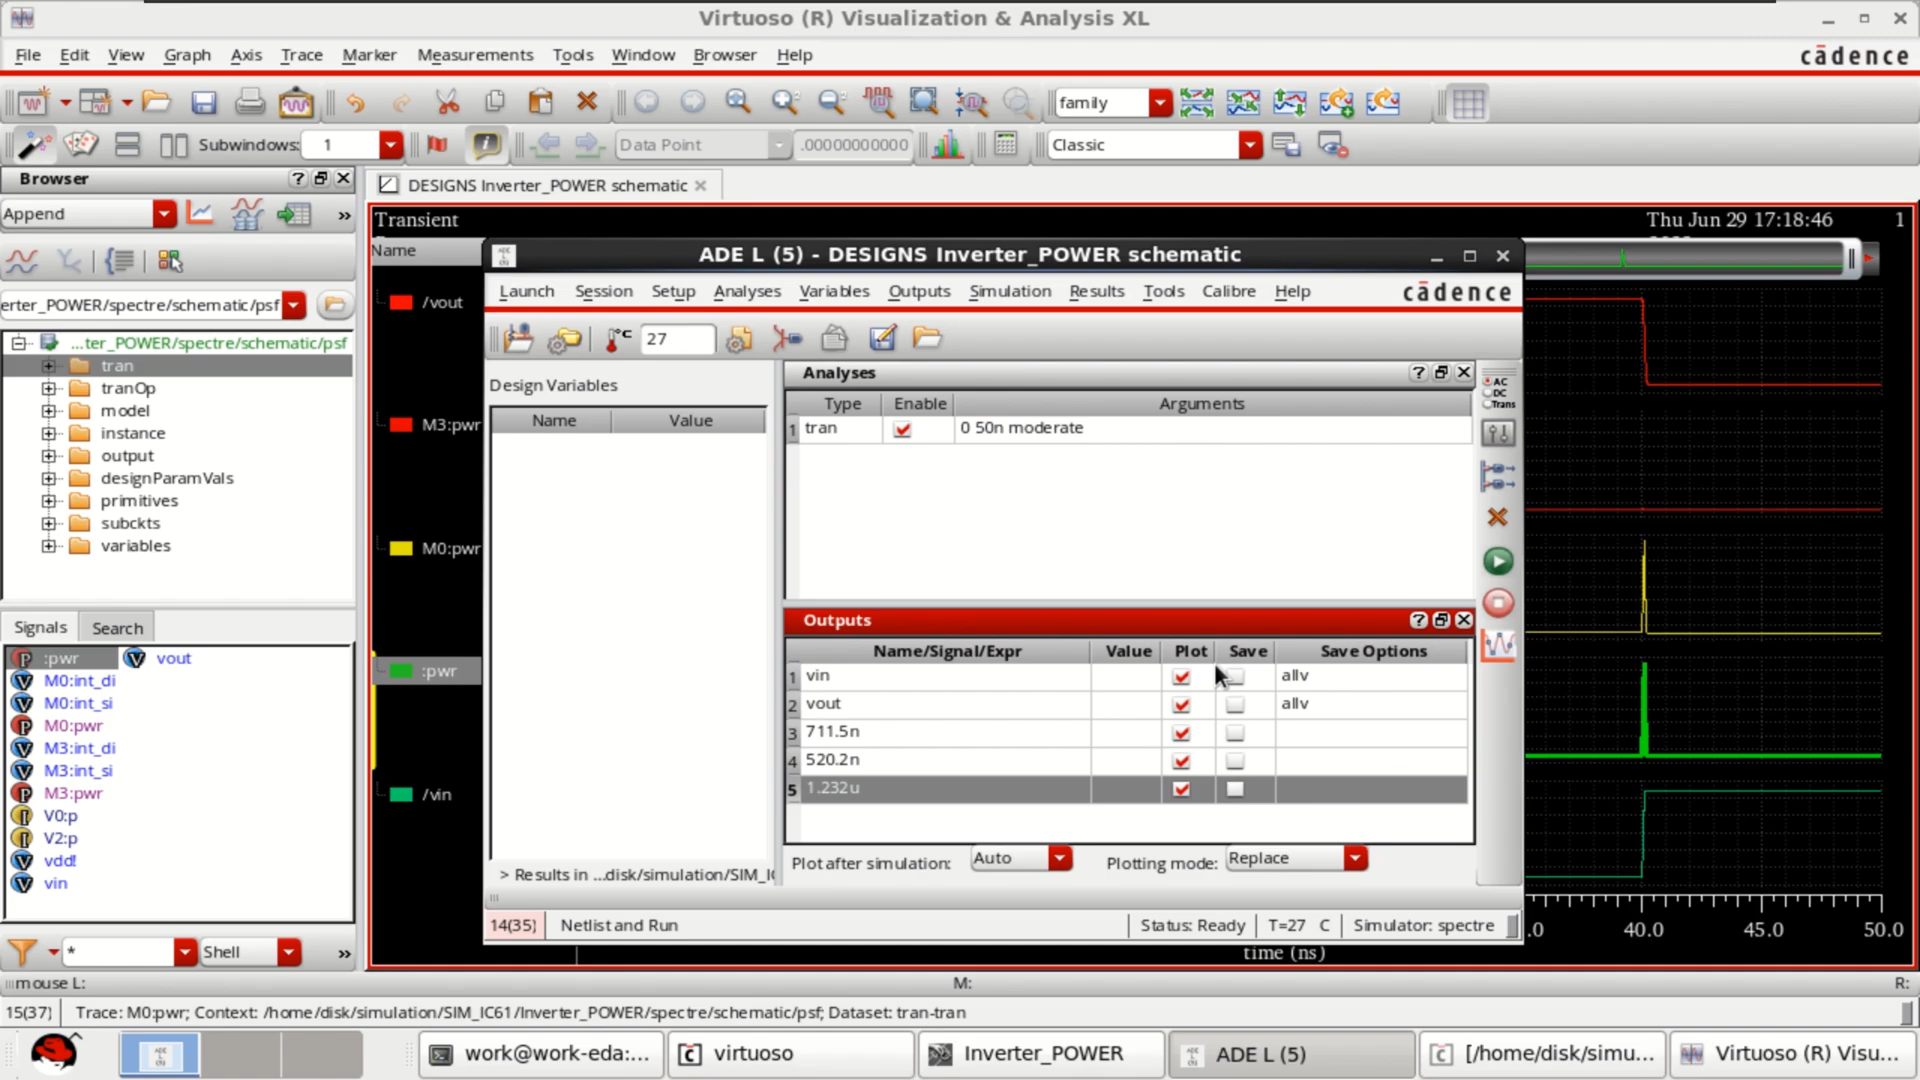 Virtuoso (R) Visualization & Analysis XL
File Edit View Graph Axis Trace Marker Measurements Tools Window Browser Help cādence
family
Subwindows: 1 Data Point .00000000000 Classic
Browser
DESIGNS Inverter_POWER schematic
Append
erter_POWER/spectre/schematic/psf
...ter_POWER/spectre/schematic/psf
tran
tranOp
model
instance
output
designParamVals
primitives
subckts
variables
Signals Search
:pwr vout
M0:int_di
M0:int_si
M0:pwr
M3:int_di
M3:int_si
M3:pwr
V0:p
V2:p
vdd!
vin
* Shell
Transient Thu Jun 29 17:18:46 1
Name
/vout
M3:pwr
M0:pwr
:pwr
/vin
ADE L (5) - DESIGNS Inverter_POWER schematic
Launch Session Setup Analyses Variables Outputs Simulation Results Tools Calibre Help cādence
°C 27
Design Variables
Name Value
Analyses
Type Enable Arguments
1 tran 0 50n moderate
AC
DC
Trans
Outputs
Name/Signal/Expr Value Plot Save Save Options
1 vin allv
2 vout allv
3 711.5n
4 520.2n
5 1.232u
Plot after simulation: Auto Plotting mode: Replace
> Results in ...disk/simulation/SIM_IC
14(35) Netlist and Run Status: Ready T=27 C Simulator: spectre
.0 40.0 45.0 50.0
time (ns)
mouse L: M: R:
15(37) Trace: M0:pwr; Context: /home/disk/simulation/SIM_IC61/Inverter_POWER/spectre/schematic/psf; Dataset: tran-tran
work@work-eda:... virtuoso Inverter_POWER ADE L (5) [/home/disk/simu... Virtuoso (R) Visu...